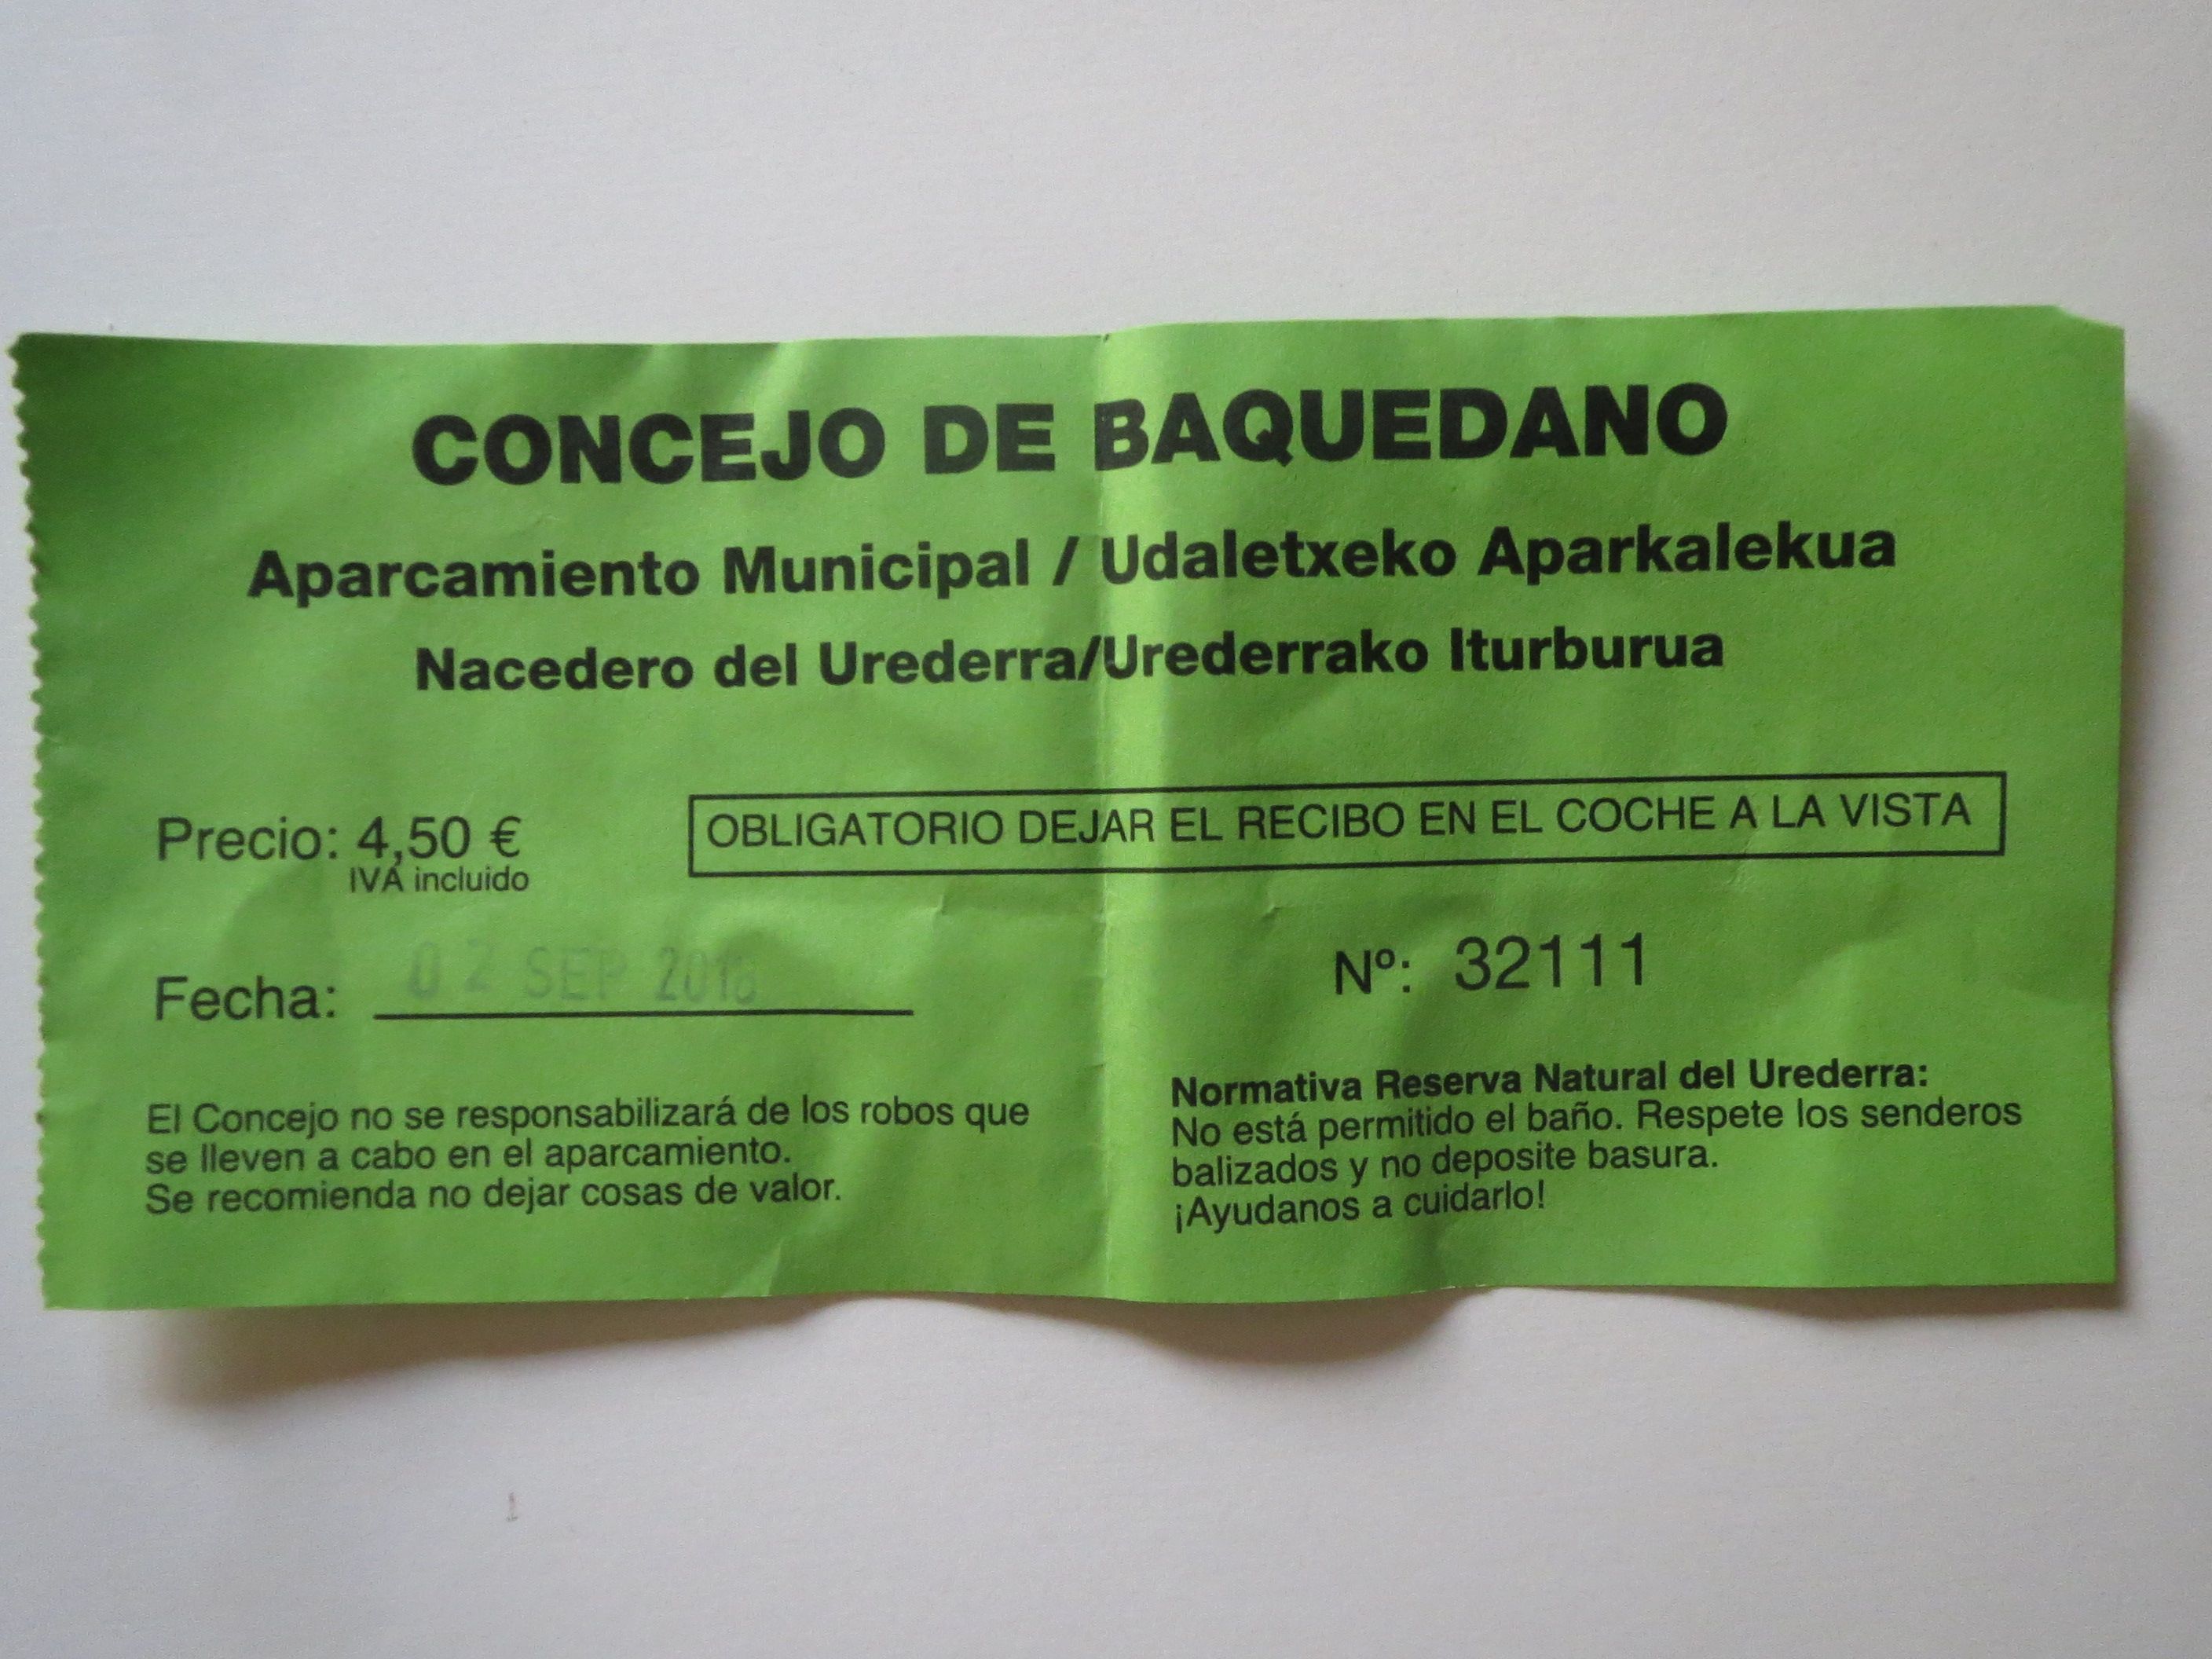 CONCEJO DE BAQUEDANO
Aparcamiento Municipal / Udaletxeko Aparkalekua
Nacedero del Urederra/Urederrako Iturburua
Precio: 4,50 €
IVA incluido
OBLIGATORIO DEJAR EL RECIBO EN EL COCHE A LA VISTA
Fecha: 02 SEP
Nº: 32111
El Concejo no se responsabilizará de los robos que
se lleven a cabo en el aparcamiento.
Se recomienda no dejar cosas de valor.
Normativa Reserva Natural del Urederra:
No está permitido el baño. Respete los senderos
balizados y no deposite basura.
¡Ayudanos a cuidarlo!